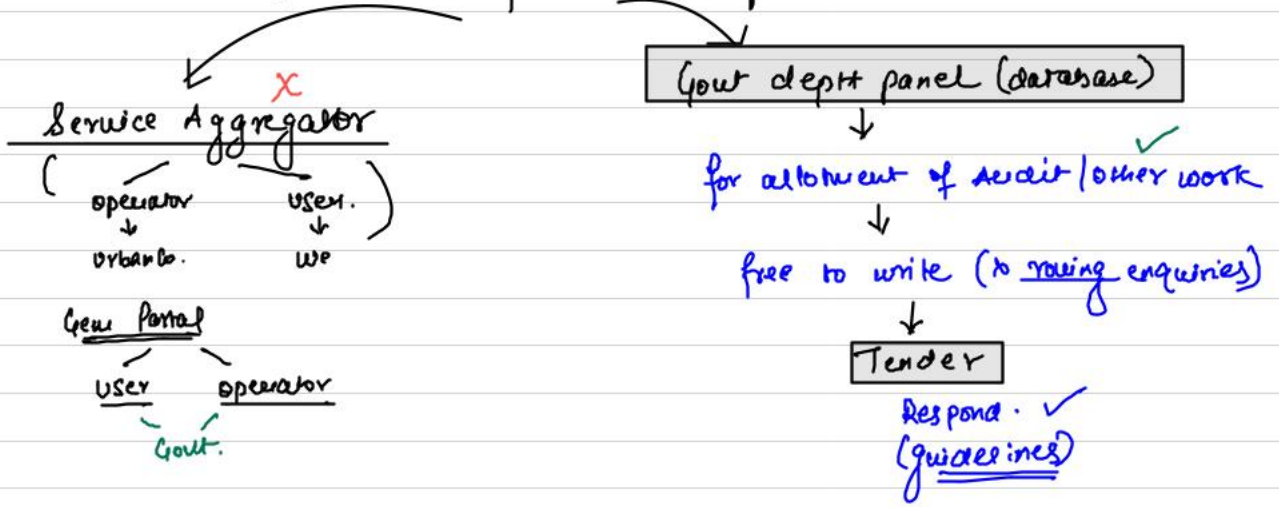 X
Service Aggregator
( operator user. )
UrbanCo. we
Gem Portal
user operator
Govt.
Govt deptt panel (database)
for allotment of Audit / other work
free to write (to roving enquiries)
Tender
Respond.
(guidelines)